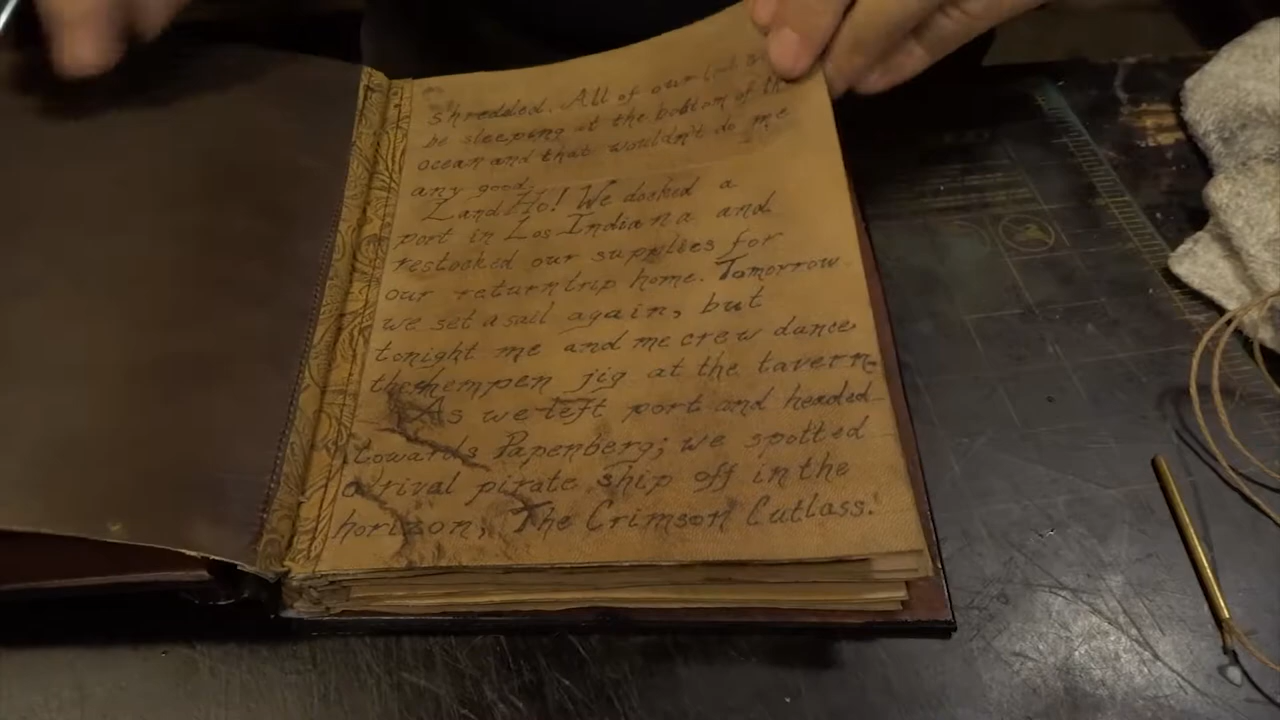 shredded. All of our loot
be sleeping at the bottom of the
ocean and that wouldn't do me
any good.
Land Ho! We docked a
port in Los Indiana and
restocked our supplies for
our return trip home. Tomorrow
we set a sail again, but
tonight me and me crew dance
the hempen jig at the tavern.
As we left port and headed
towards Papenberg; we spotted
a rival pirate ship off in the
horizon, The Crimson Cutlass.